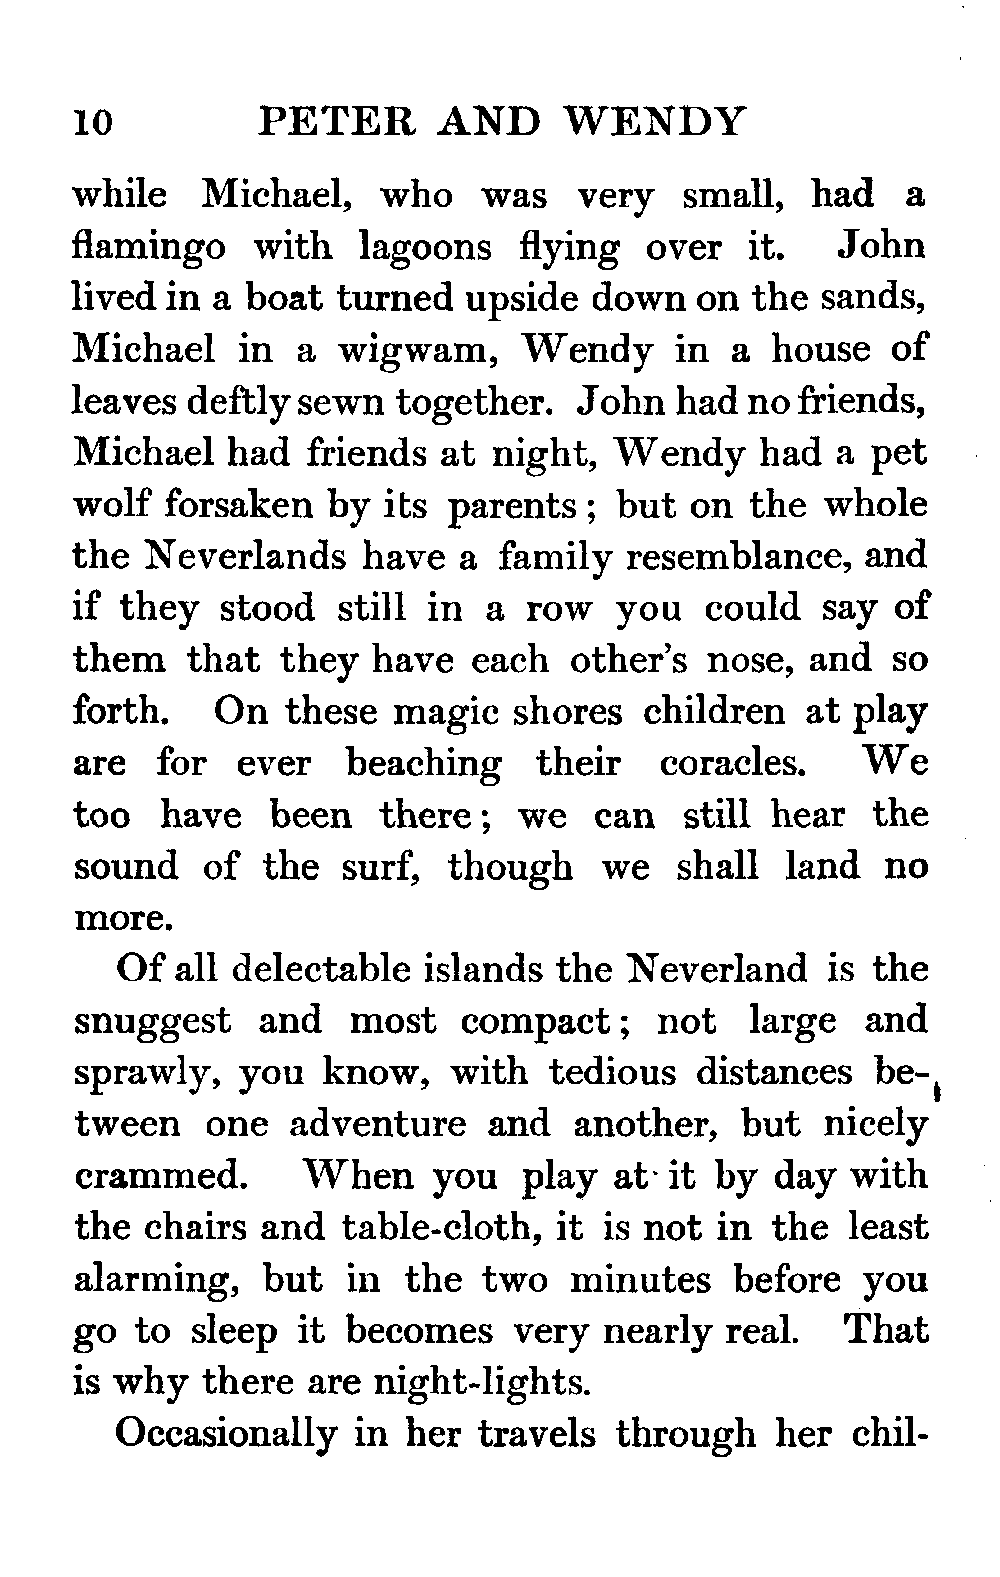 10 PETER AND WENDY
while Michael, who was very small, had a
flamingo with lagoons flying over it. John
lived in a boat turned upside down on the sands,
Michael in a wigwam, Wendy in a house of
leaves deftly sewn together. John had no friends,
Michael had friends at night, Wendy had a pet
wolf forsaken by its parents ; but on the whole
the Neverlands have a family resemblance, and
if they stood still in a row you could say of
them that they have each other's nose, and so
forth. On these magic shores children at play
are for ever beaching their coracles. We
too have been there ; we can still hear the
sound of the surf, though we shall land no
more.
Of all delectable islands the Neverland is the
snuggest and most compact ; not large and
sprawly, you know, with tedious distances be-
tween one adventure and another, but nicely
crammed. When you play at it by day with
the chairs and table-cloth, it is not in the least
alarming, but in the two minutes before you
go to sleep it becomes very nearly real. That
is why there are night-lights.
Occasionally in her travels through her chil-